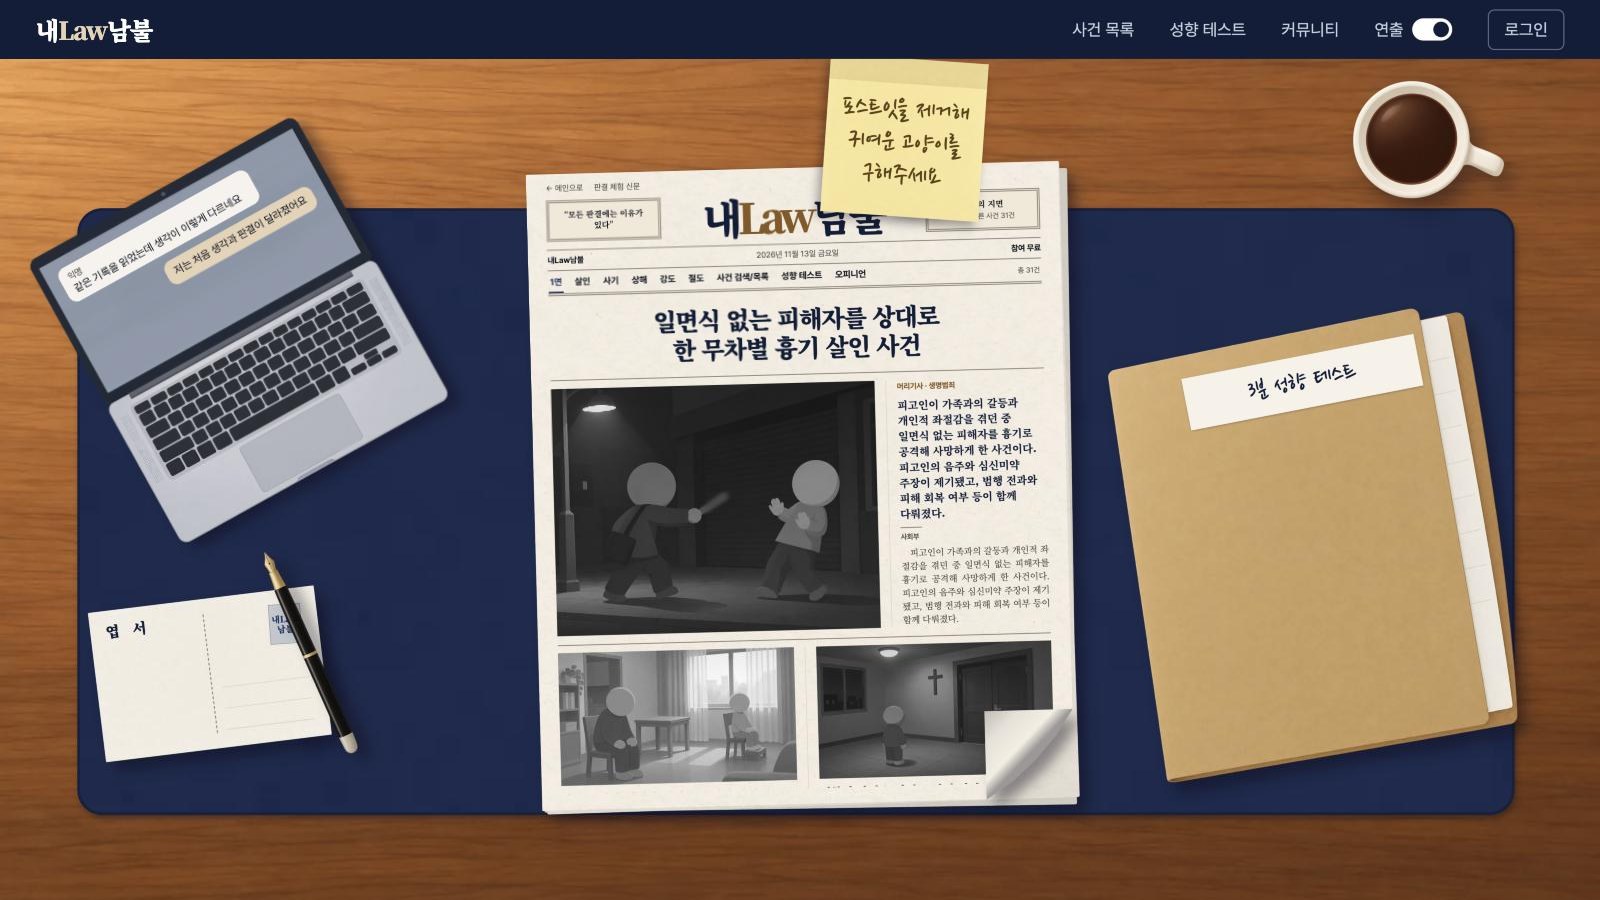 내Law남불
사건 목록
성향 테스트
커뮤니티
연출
로그인
포스트잇을 제거해
귀여운 고양이를
구해주세요
익명
같은 기록을 읽었는데 생각이 이렇게 다르네요
저는 처음 생각과 판결이 달라졌어요
← 메인으로
판결 체험 신문
"모든 판결에는 이유가
있다"
내Law남불
지면
사건 31건
내Law남불
2026년 11월 13일 금요일
참여 무료
1면
살인
사기
상해
강도
절도
사건 검색/목록
성향 테스트
오피니언
총 31건
일면식 없는 피해자를 상대로
한 무차별 흉기 살인 사건
머리기사 · 생명범죄
피고인이 가족과의 갈등과
개인적 좌절감을 겪던 중
일면식 없는 피해자를 흉기로
공격해 사망하게 한 사건이다.
피고인의 음주와 심신미약
주장이 제기됐고, 범행 전과와
피해 회복 여부 등이 함께
다뤄졌다.
사회부
피고인이 가족과의 갈등과 개인적 좌
절감을 겪던 중 일면식 없는 피해자를
흉기로 공격해 사망하게 한 사건이다.
피고인의 음주와 심신미약 주장이 제기
됐고, 범행 전과와 피해 회복 여부 등이
함께 다뤄졌다.
3분 성향 테스트
엽 서
남불